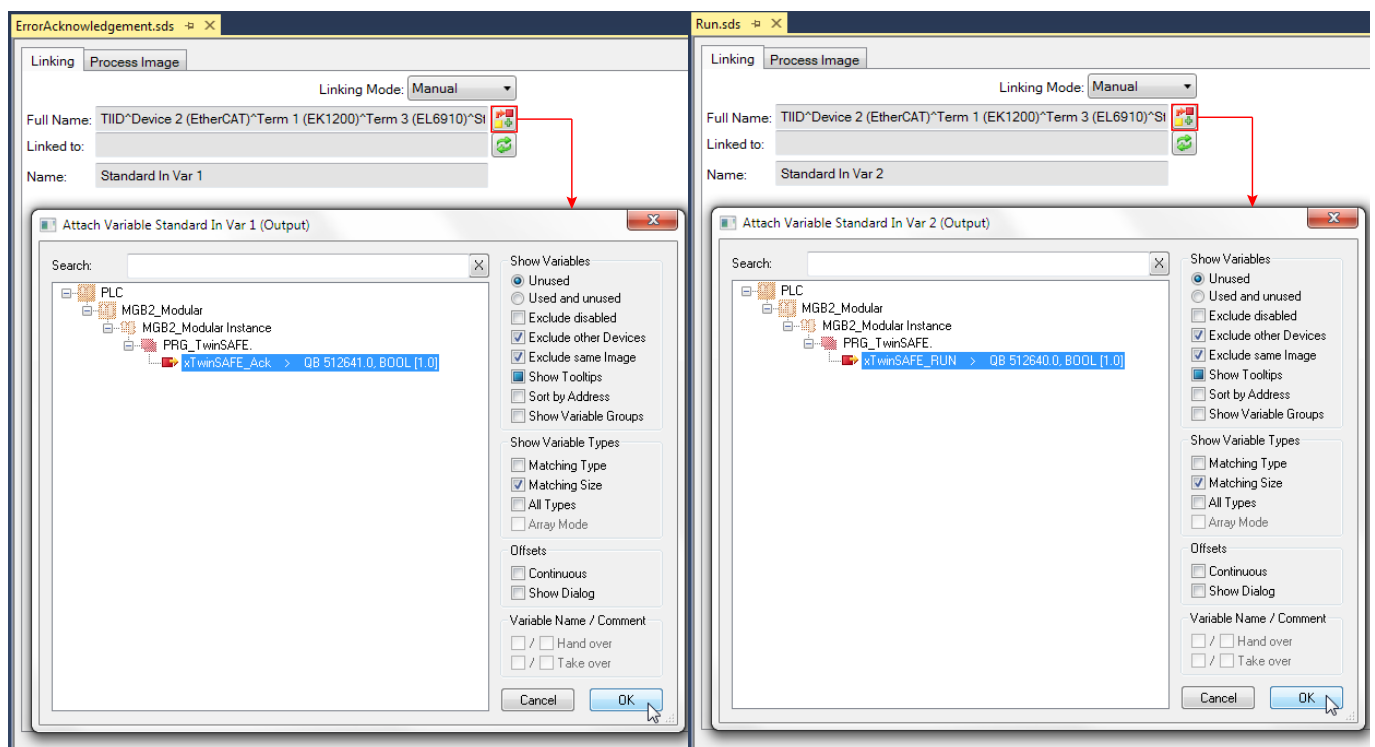 ErrorAcknowledgement.sds
Linking Process Image
Linking Mode: Manual
Full Name: TIID^Device 2 (EtherCAT)^Term 1 (EK1200)^Term 3 (EL6910)^St
Linked to:
Name: Standard In Var 1
Attach Variable Standard In Var 1 (Output)
Search:
PLC
MGB2_Modular
MGB2_Modular Instance
PRG_TwinSAFE.
xTwinSAFE_Ack > QB 512641.0, BOOL [1.0]
Show Variables
Unused
Used and unused
Exclude disabled
Exclude other Devices
Exclude same Image
Show Tooltips
Sort by Address
Show Variable Groups
Show Variable Types
Matching Type
Matching Size
All Types
Array Mode
Offsets
Continuous
Show Dialog
Variable Name / Comment
/ Hand over
/ Take over
Cancel OK
Run.sds
Linking Process Image
Linking Mode: Manual
Full Name: TIID^Device 2 (EtherCAT)^Term 1 (EK1200)^Term 3 (EL6910)^St
Linked to:
Name: Standard In Var 2
Attach Variable Standard In Var 2 (Output)
Search:
PLC
MGB2_Modular
MGB2_Modular Instance
PRG_TwinSAFE.
xTwinSAFE_RUN > QB 512640.0, BOOL [1.0]
Show Variables
Unused
Used and unused
Exclude disabled
Exclude other Devices
Exclude same Image
Show Tooltips
Sort by Address
Show Variable Groups
Show Variable Types
Matching Type
Matching Size
All Types
Array Mode
Offsets
Continuous
Show Dialog
Variable Name / Comment
/ Hand over
/ Take over
Cancel OK